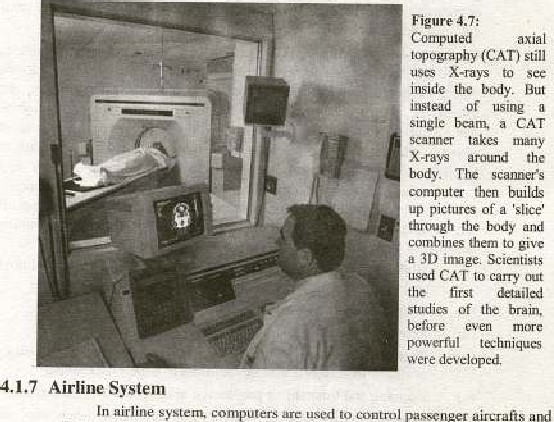 Figure 4.7:
Computed axial
topography (CAT) still
uses X-rays to see
inside the body. But
instead of using a
single beam, a CAT
scanner takes many
X-rays around the
body. The scanner's
computer then builds
up pictures of a 'slice'
through the body and
combines them to give
a 3D image. Scientists
used CAT to carry out
the first detailed
studies of the brain,
before even more
powerful techniques
were developed.
4.1.7 Airline System
In airline system, computers are used to control passenger aircrafts and